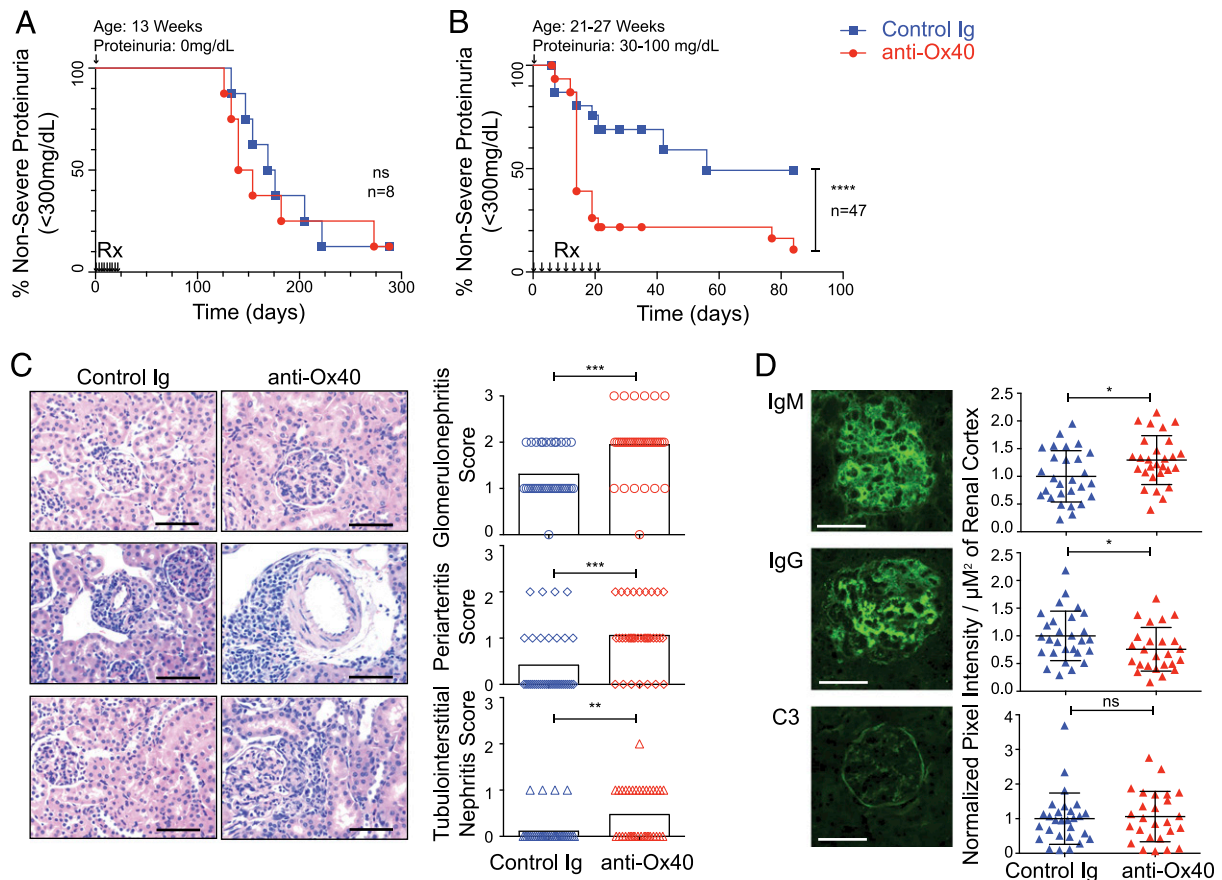 A
Age: 13 Weeks
Proteinuria: 0mg/dL
% Non-Severe Proteinuria
(<300mg/dL)
100
50
0
ns
n=8
Rx
0
100
200
300
Time (days)
B
Age: 21-27 Weeks
Proteinuria: 30-100 mg/dL
Control Ig
anti-Ox40
% Non-Severe Proteinuria
(<300mg/dL)
100
50
0
****
n=47
Rx
0
20
40
60
80
100
Time (days)
C
Control Ig
anti-Ox40
Glomerulonephritis
Score
3
2
1
0
***
Periarteritis
Score
3
2
1
0
***
Tubulointerstitial
Nephritis Score
3
2
1
0
**
Control Ig
anti-Ox40
D
IgM
IgG
C3
Normalized Pixel Intensity / µM² of Renal Cortex
2.5
2.0
1.5
1.0
0.5
0.0
*
2.5
2.0
1.5
1.0
0.5
0.0
*
4
3
2
1
0
ns
Control Ig
anti-Ox40